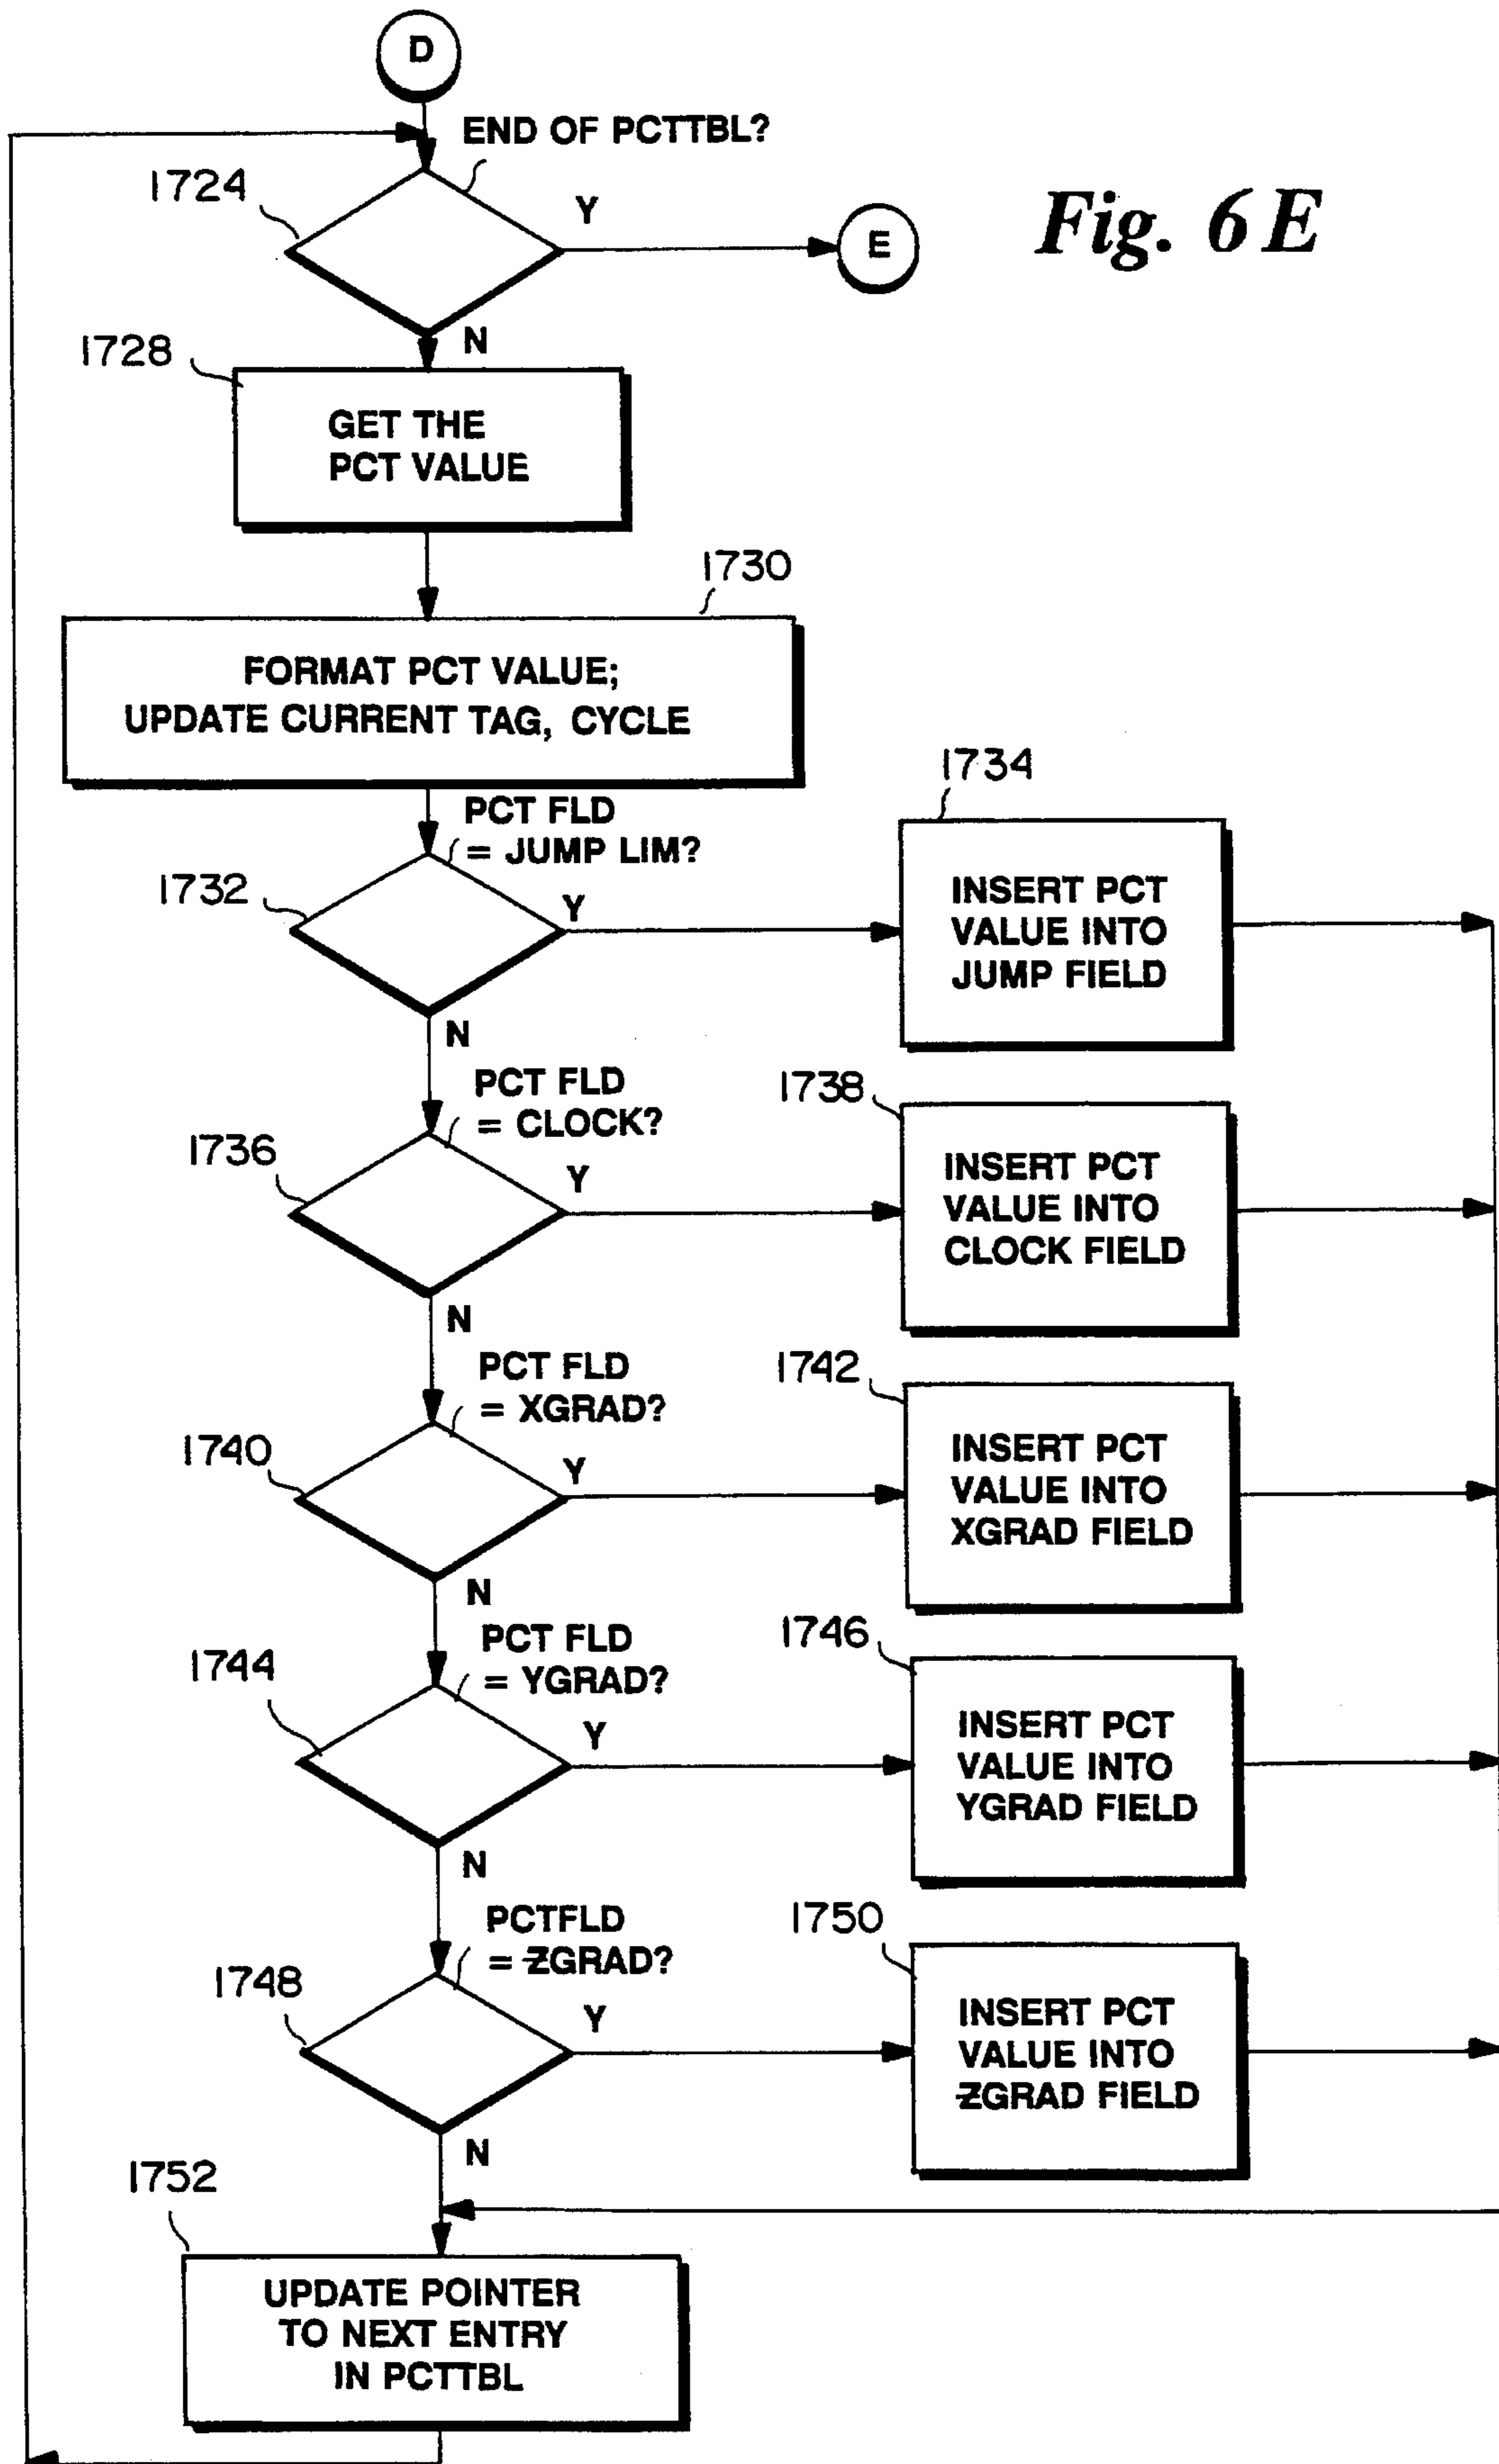 D
END OF PCTTBL?
1724
Y
E
Fig. 6E
N
1728
GET THE
PCT VALUE
1730
FORMAT PCT VALUE;
UPDATE CURRENT TAG, CYCLE
PCT FLD
= JUMP LIM?
1732
Y
1734
INSERT PCT
VALUE INTO
JUMP FIELD
N
PCT FLD
= CLOCK?
1736
Y
1738
INSERT PCT
VALUE INTO
CLOCK FIELD
N
PCT FLD
= XGRAD?
1740
Y
1742
INSERT PCT
VALUE INTO
XGRAD FIELD
N
PCT FLD
= YGRAD?
1744
Y
1746
INSERT PCT
VALUE INTO
YGRAD FIELD
N
PCTFLD
= ZGRAD?
1748
Y
1750
INSERT PCT
VALUE INTO
ZGRAD FIELD
N
1752
UPDATE POINTER
TO NEXT ENTRY
IN PCTTBL